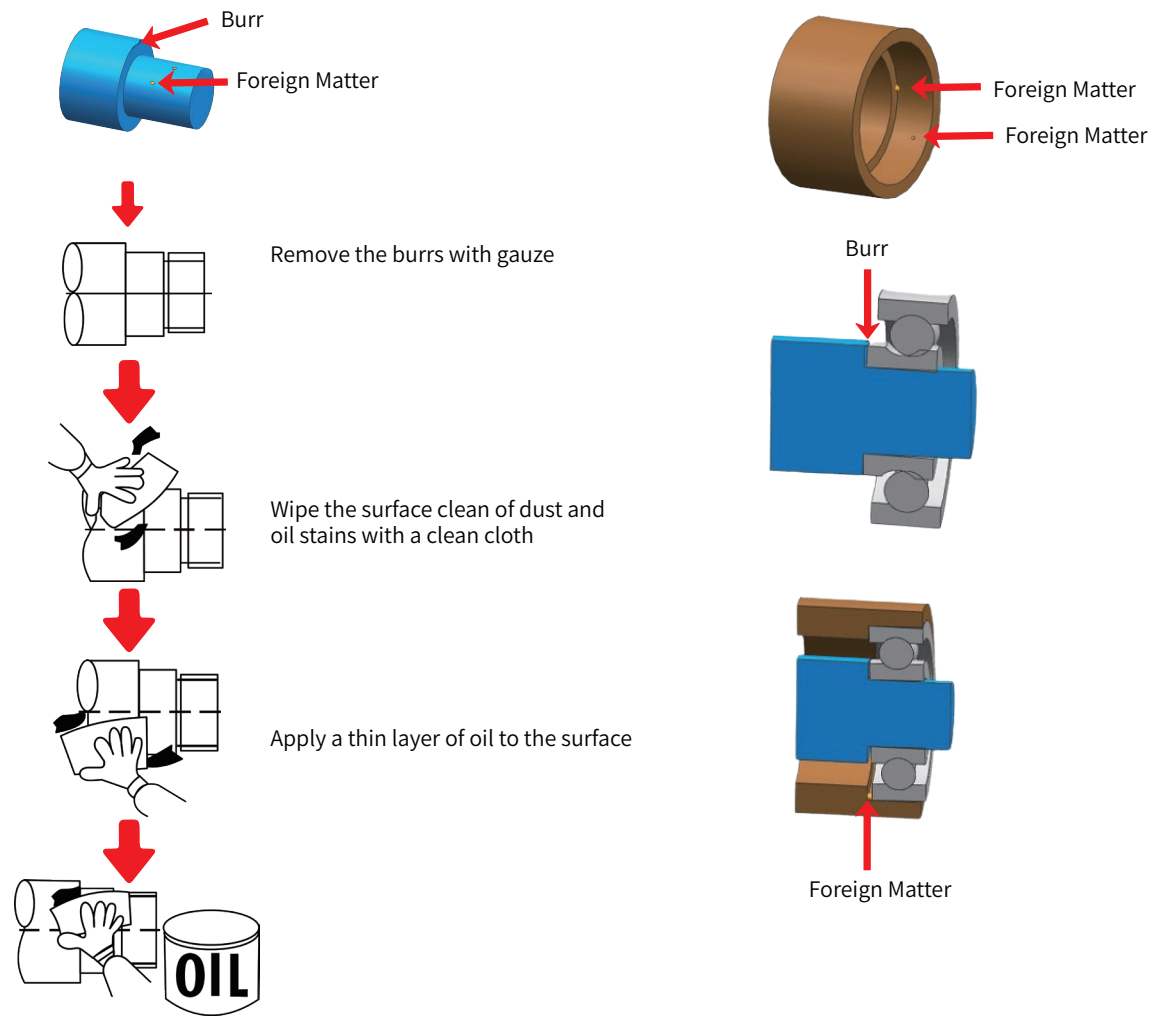 Burr
Foreign Matter
Remove the burrs with gauze
Wipe the surface clean of dust and
oil stains with a clean cloth
Apply a thin layer of oil to the surface
OIL
Foreign Matter
Foreign Matter
Burr
Foreign Matter